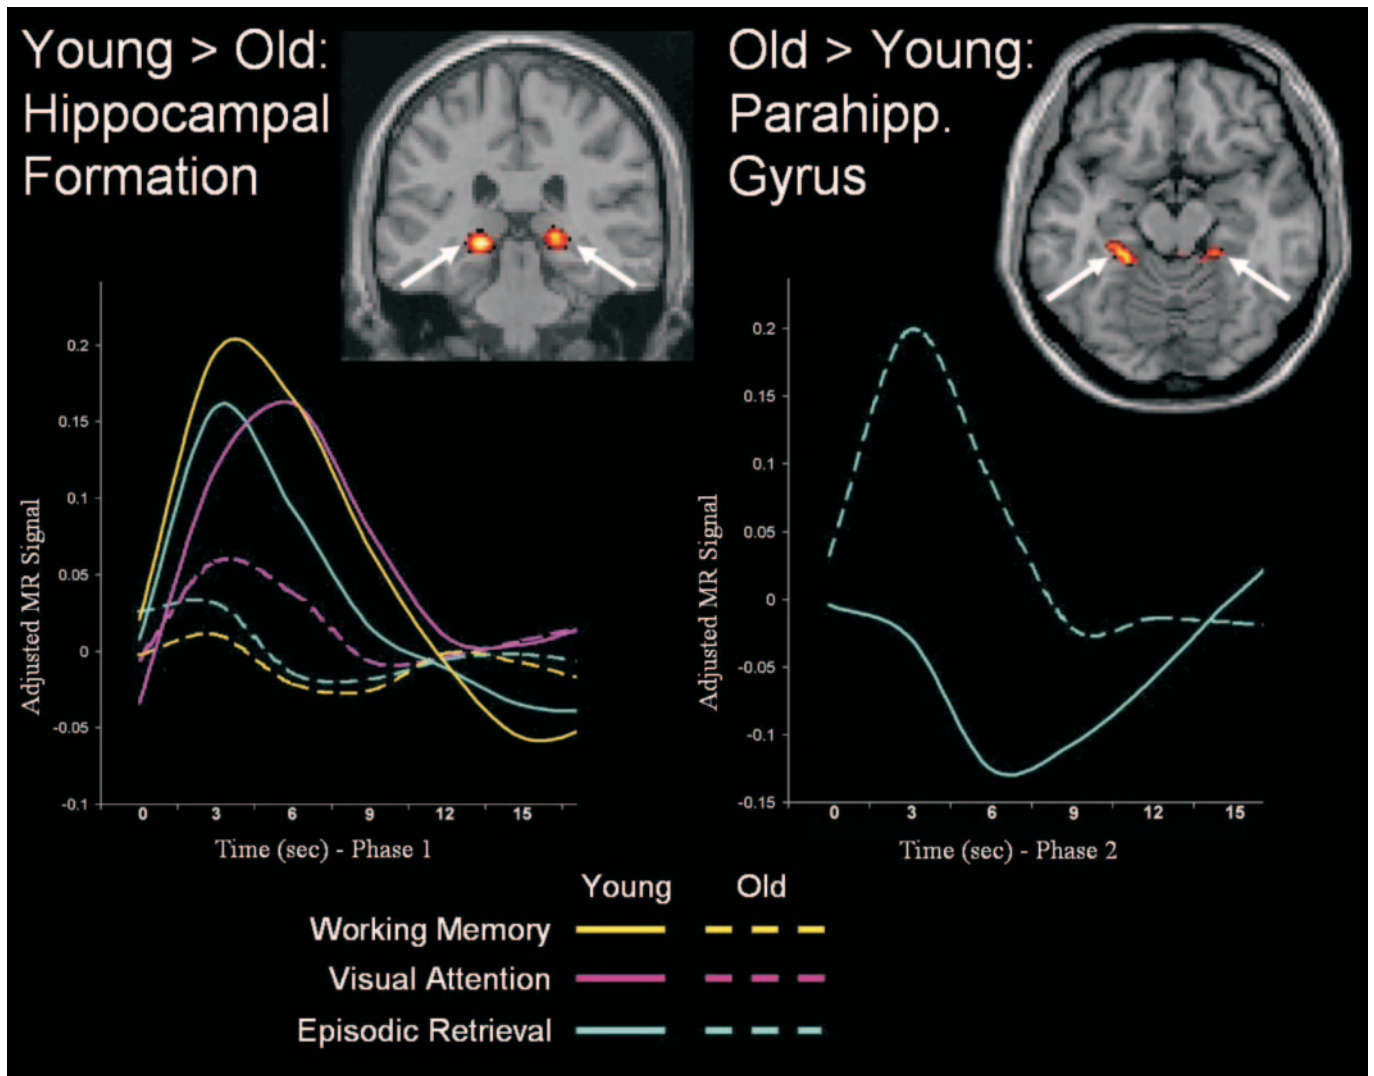 Young > Old:
Hippocampal
Formation
Old > Young:
Parahipp.
Gyrus
Adjusted MR Signal
0.2
0.15
0.1
0.05
0
-0.05
-0.1
0 3 6 9 12 15
Time (sec) - Phase 1
Adjusted MR Signal
0.2
0.15
0.1
0.05
0
-0.05
-0.1
-0.15
0 3 6 9 12 15
Time (sec) - Phase 2
Young Old
Working Memory
Visual Attention
Episodic Retrieval